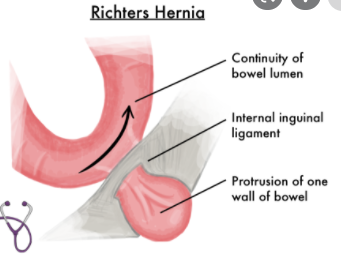 Richters Hernia
Continuity of
bowel lumen
Internal inguinal
ligament
Protrusion of one
wall of bowel